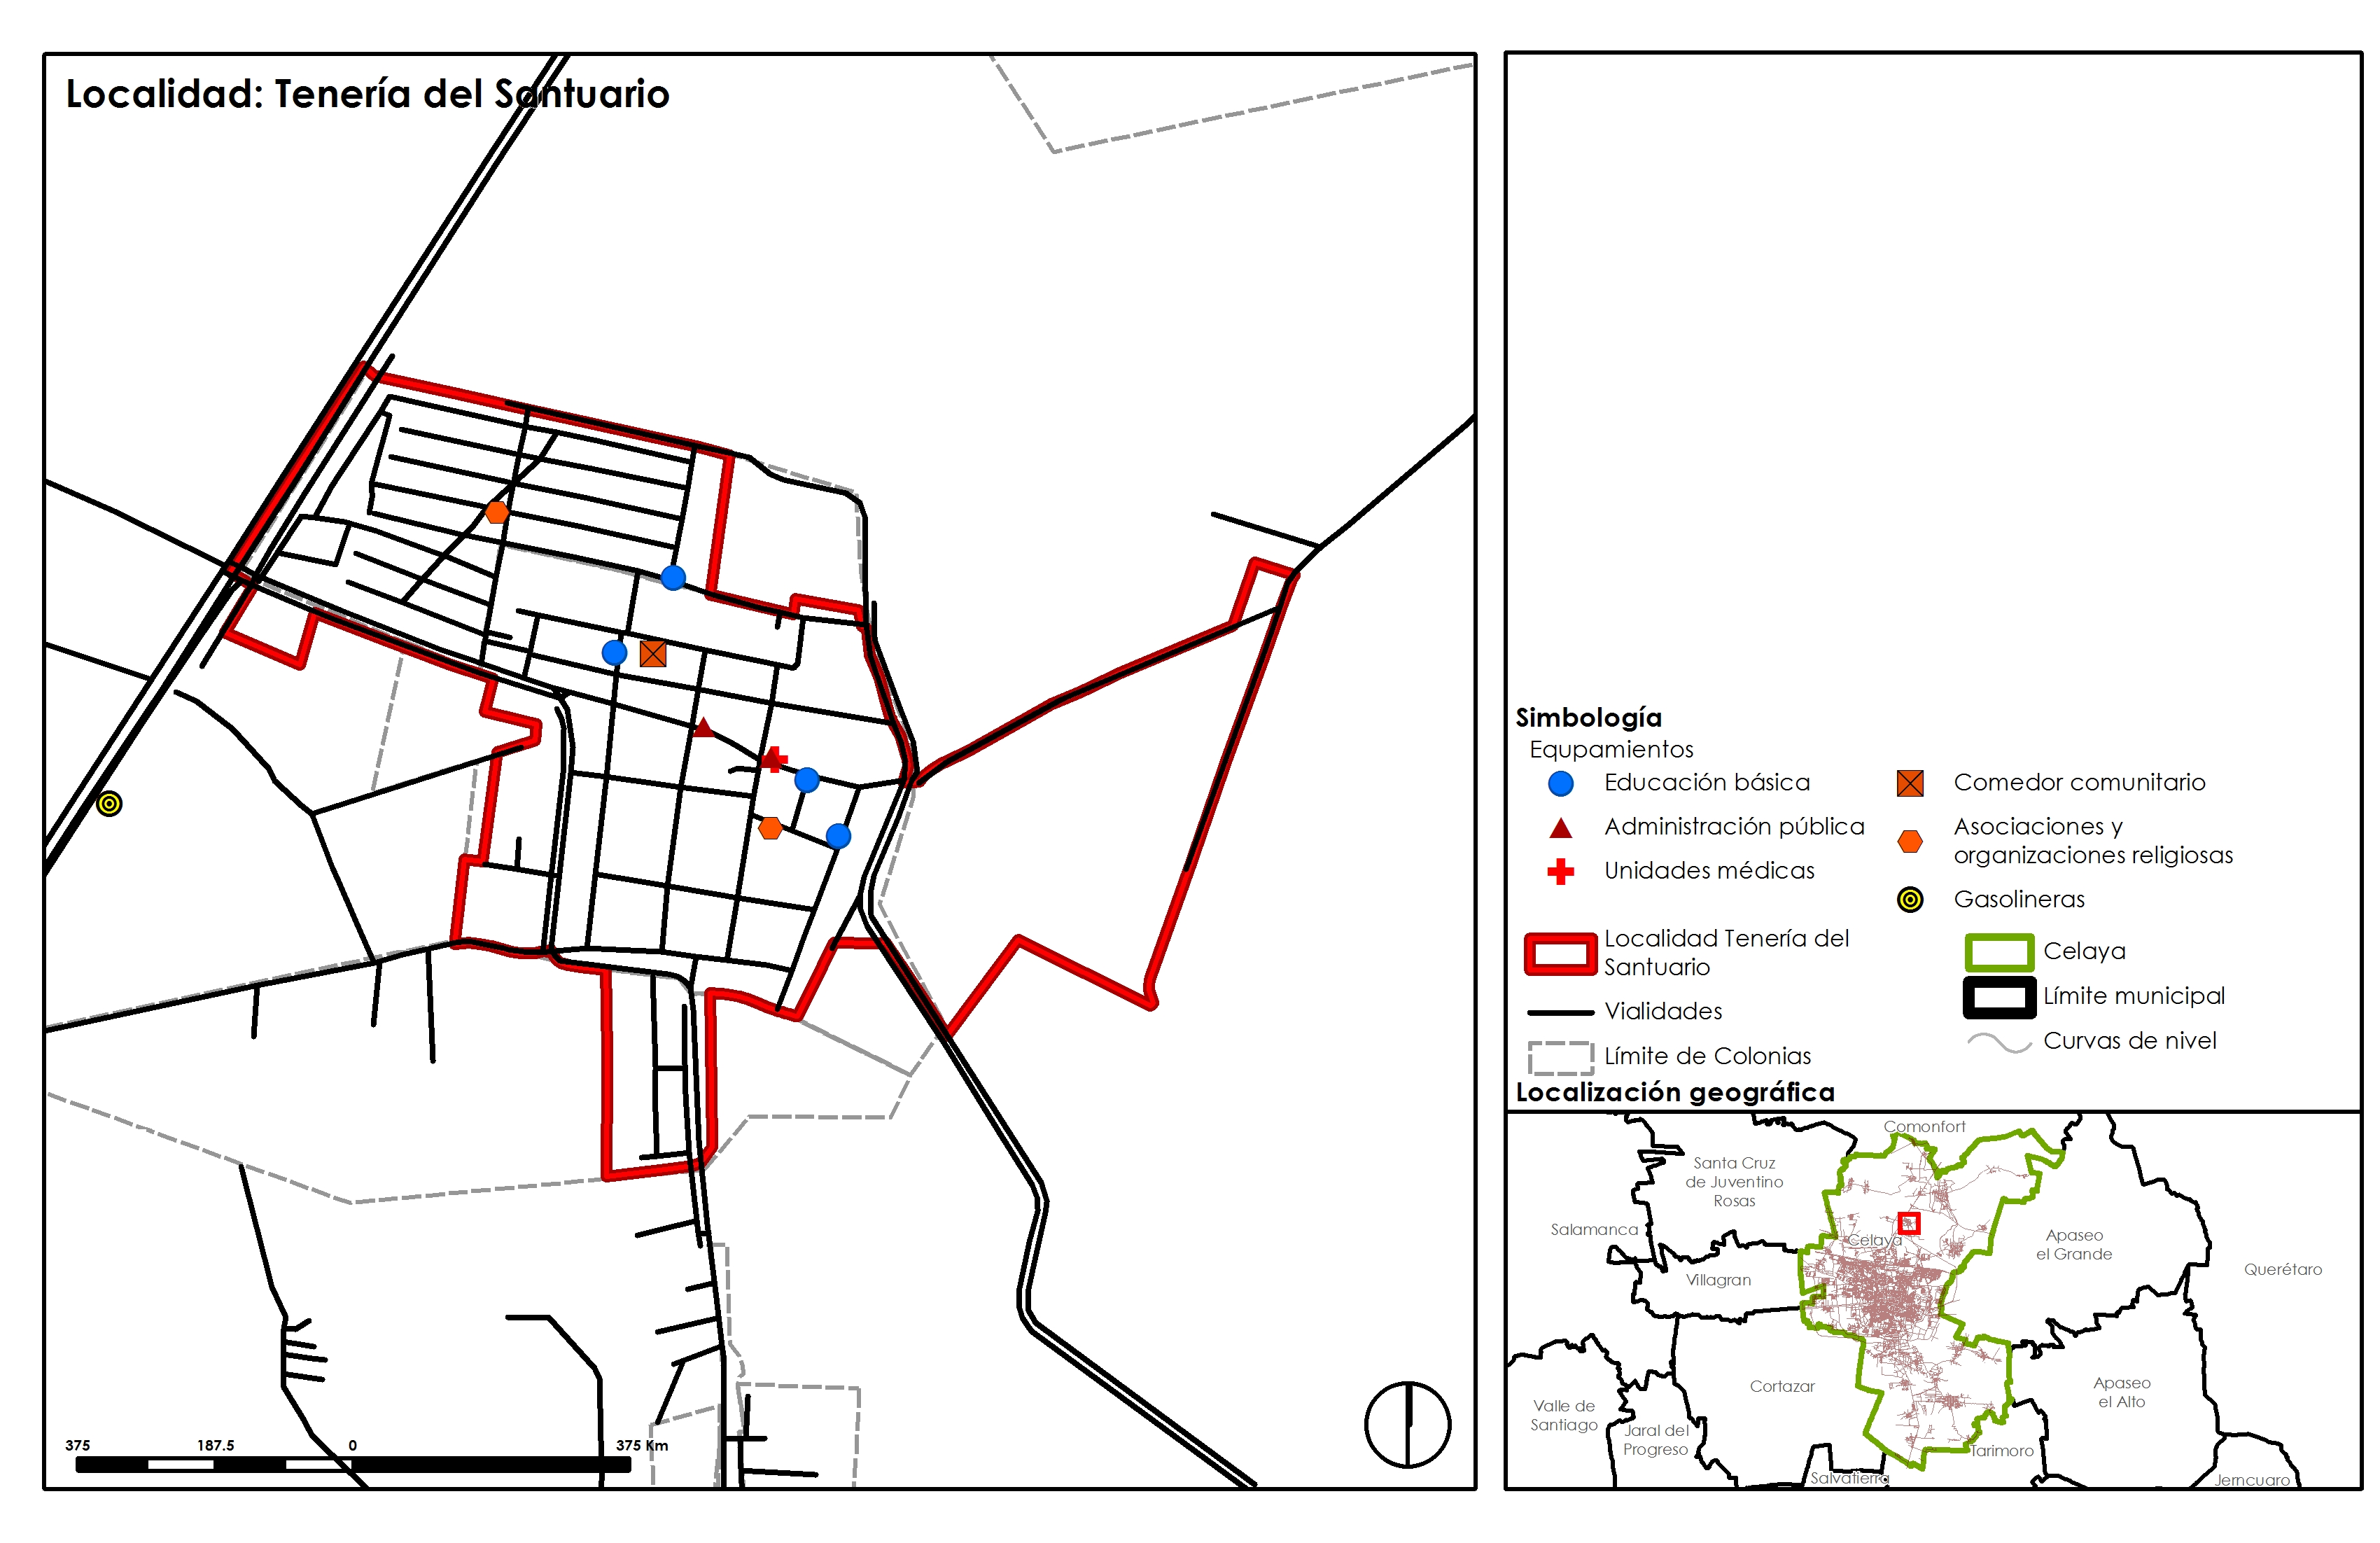 Localidad: Tenería del Santuario
375
187.5
0
375 Km
Simbología
Equpamientos
Educación básica
Administración pública
Unidades médicas
Comedor comunitario
Asociaciones y
organizaciones religiosas
Gasolineras
Localidad Tenería del
Santuario
Vialidades
Límite de Colonias
Celaya
Límite municipal
Curvas de nivel
Localización geográfica
Comonfort
Santa Cruz
de Juventino
Rosas
Salamanca
Celaya
Apaseo
el Grande
Querétaro
Villagran
Cortazar
Apaseo
el Alto
Valle de
Santiago
Jaral del
Progreso
Tarimoro
Salvatierra
Jerncuaro